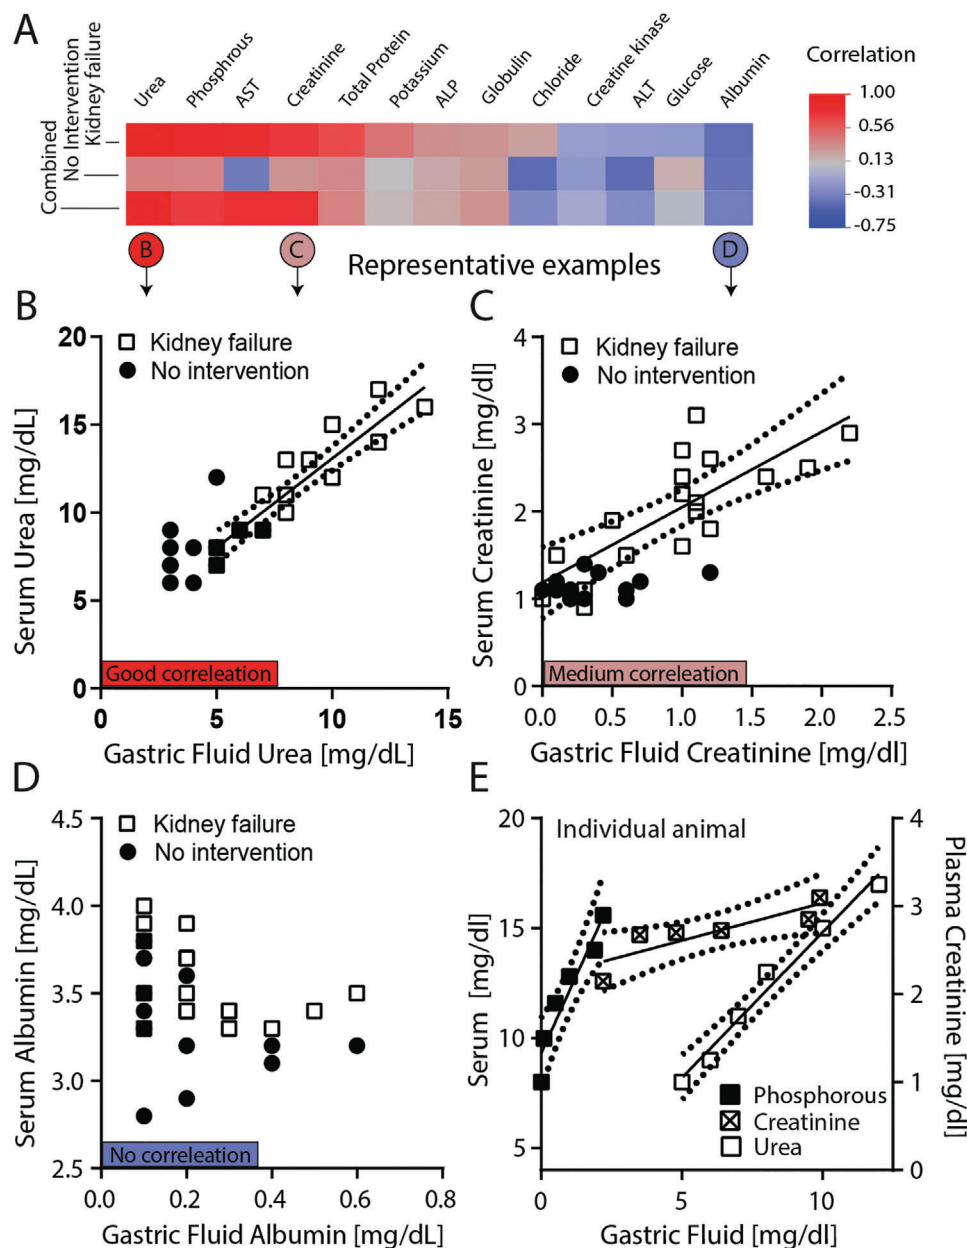 A
Combined
No Intervention
Kidney failure
Urea
Phosphrous
AST
Creatinine
Total Protein
Potassium
ALP
Globulin
Chloride
Creatine kinase
ALT
Glucose
Albumin
Correlation
1.00
0.56
0.13
-0.31
-0.75
B
C
D
Representative examples
B
20
15
10
5
0
0
5
10
15
Kidney failure
No intervention
Good correleation
Serum Urea [mg/dL]
Gastric Fluid Urea [mg/dL]
C
4
3
2
1
0
0.0
0.5
1.0
1.5
2.0
2.5
Kidney failure
No intervention
Medium correleation
Serum Creatinine [mg/dl]
Gastric Fluid Creatinine [mg/dl]
D
4.5
4.0
3.5
3.0
2.5
0.0
0.2
0.4
0.6
0.8
Kidney failure
No intervention
No correleation
Serum Albumin [mg/dL]
Gastric Fluid Albumin [mg/dL]
E
20
15
10
5
0
5
10
4
3
2
1
0
Individual animal
Phosphorous
Creatinine
Urea
Serum [mg/dl]
Plasma Creatinine [mg/dl]
Gastric Fluid [mg/dl]